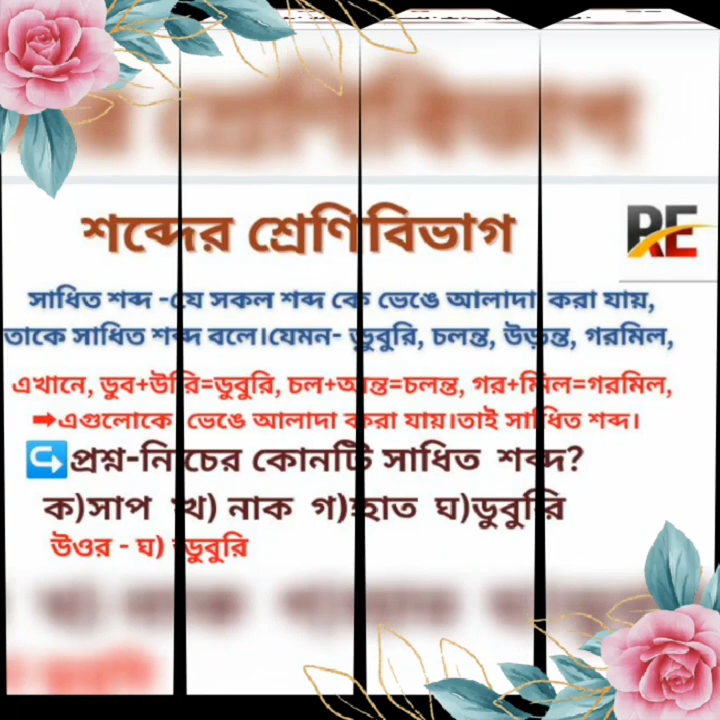 শব্দের শ্রেণিবিভাগ
RE
সাধিত শব্দ -যে সকল শব্দ কে ভেঙে আলাদা করা যায়,
তাকে সাধিত শব্দ বলে।যেমন- ডুবুরি, চলন্ত, উড়ন্ত, গরমিল,
এখানে, ডুব+উরি=ডুবুরি, চল+অন্ত=চলন্ত, গর+মিল=গরমিল,
➡এগুলোকে ভেঙে আলাদা করা যায়।তাই সাধিত শব্দ।
প্রশ্ন-নিচের কোনটি সাধিত শব্দ?
ক)সাপ খ) নাক গ)হাত ঘ)ডুবুরি
উওর - ঘ) ডুবুরি